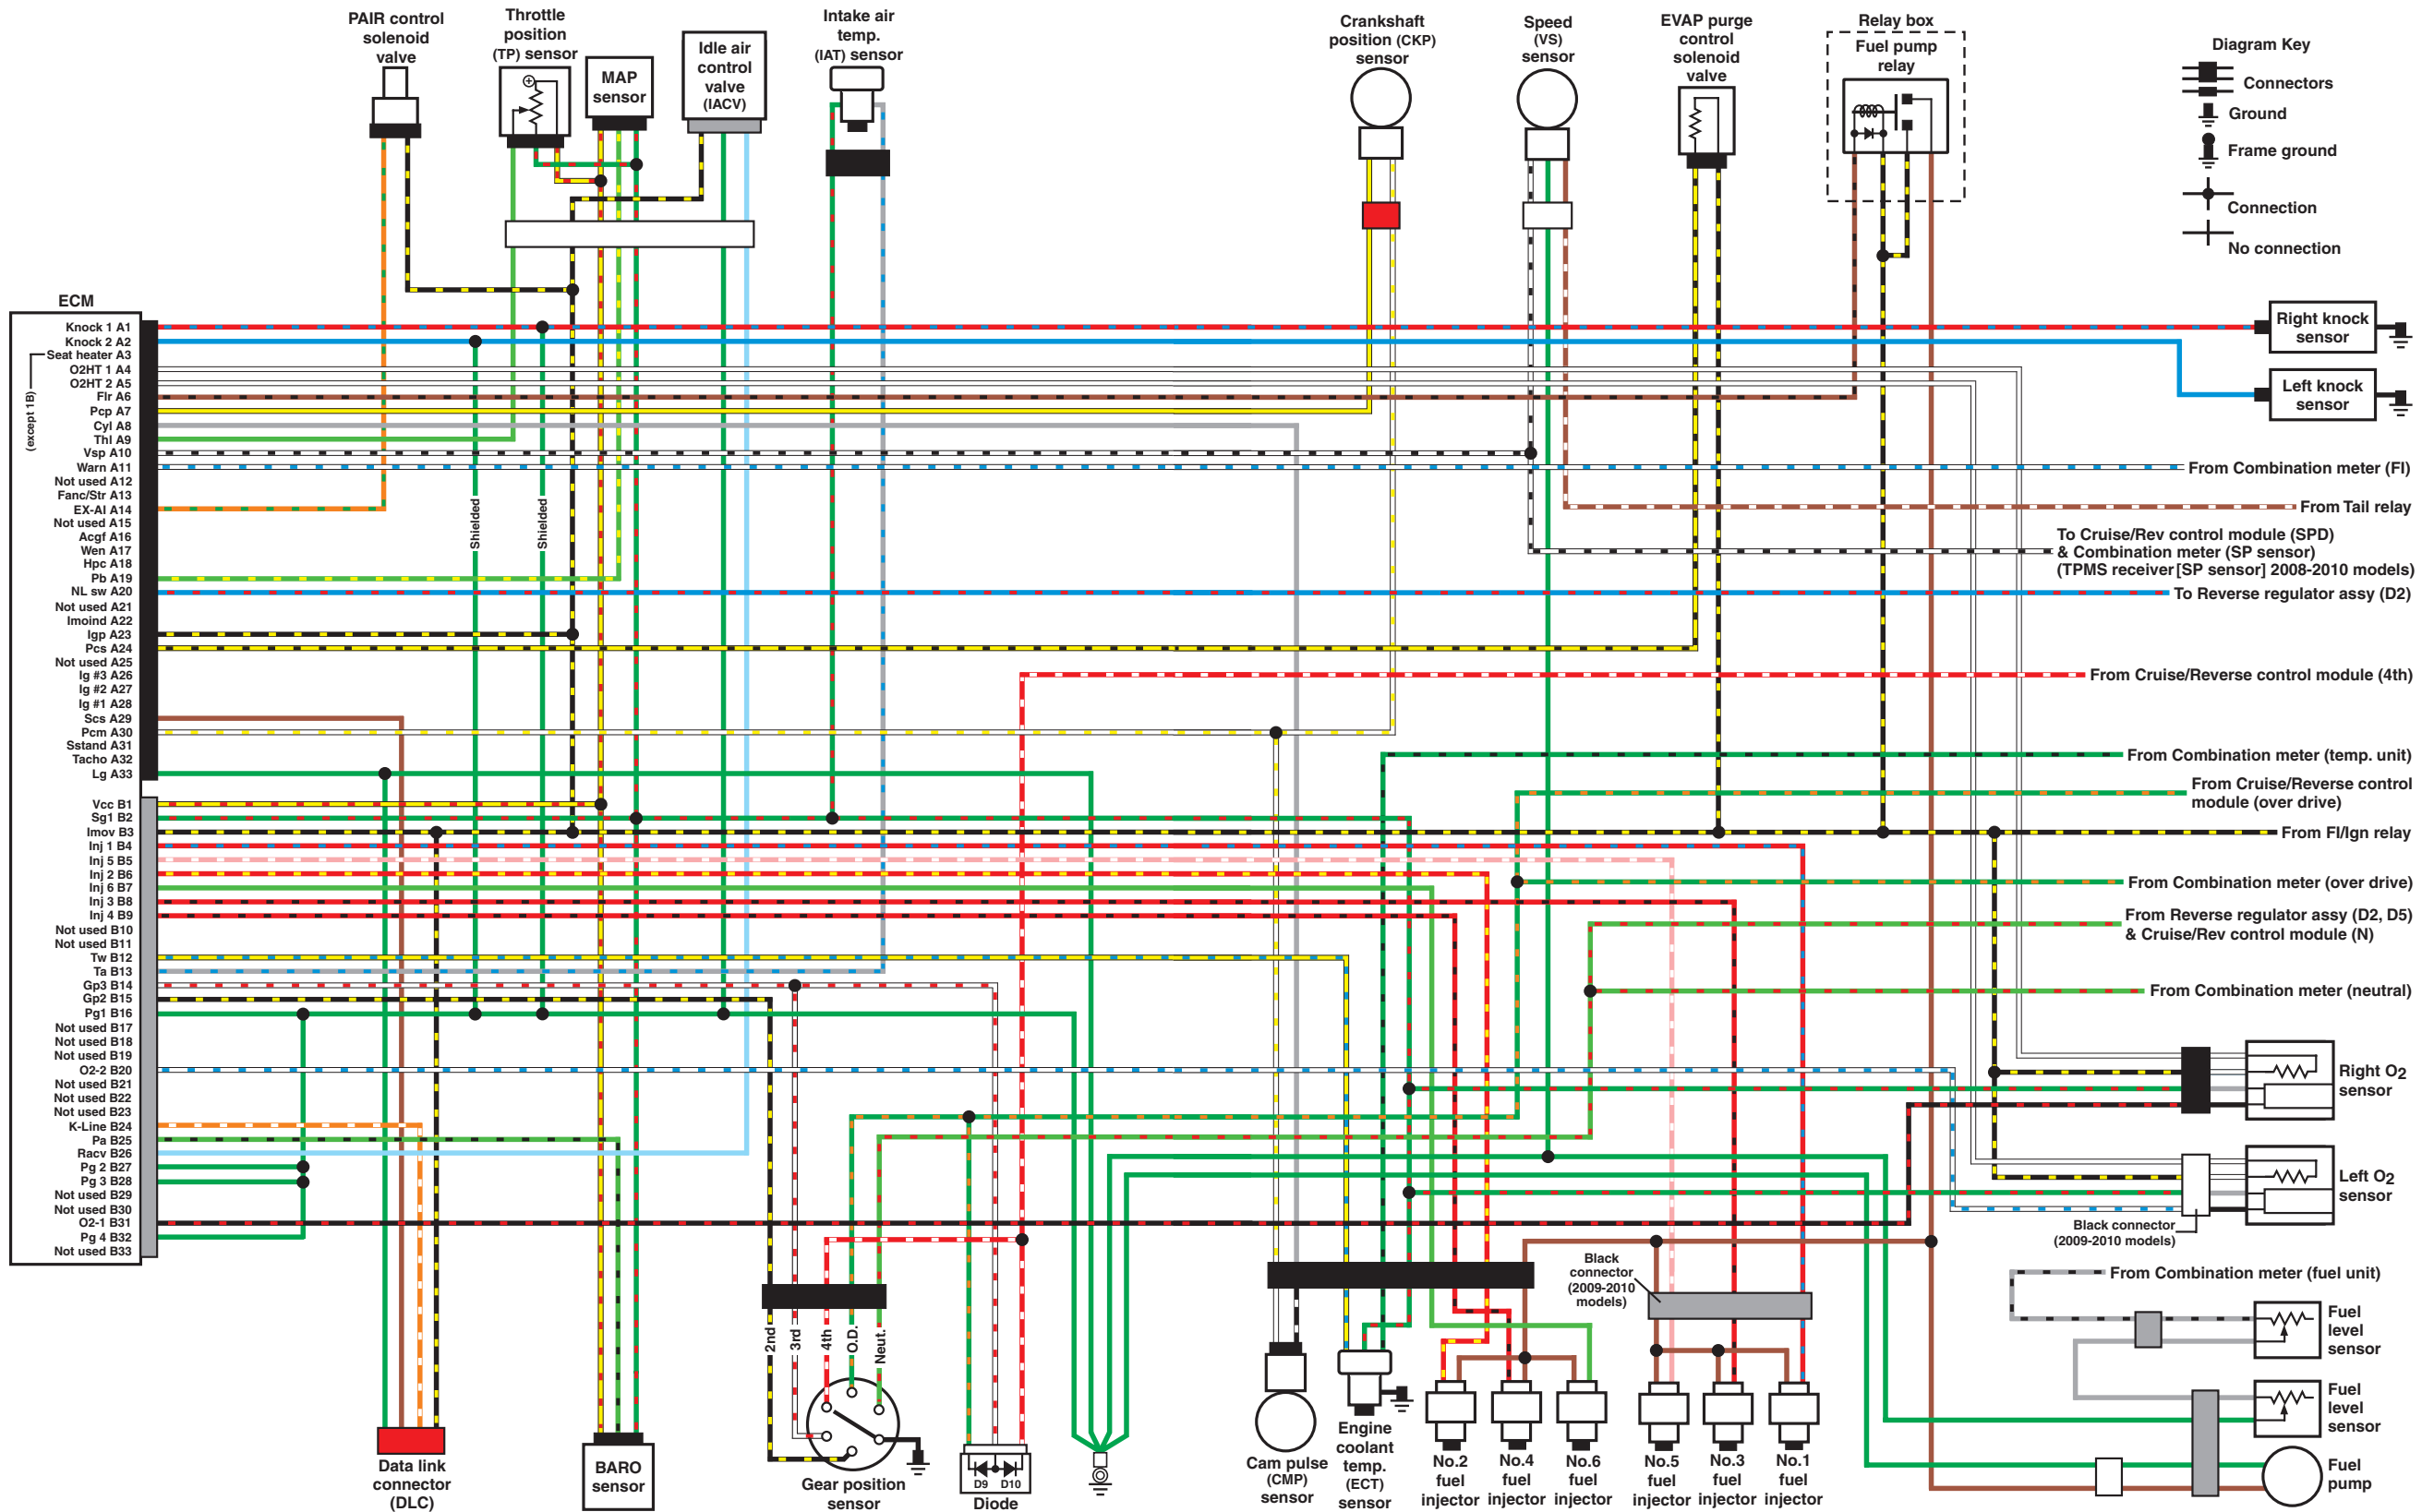 PAIR control
solenoid
valve
Throttle
position
(TP) sensor
MAP
sensor
Idle air
control
valve
(IACV)
Intake air
temp.
(IAT) sensor
Crankshaft
position (CKP)
sensor
Speed
(VS)
sensor
EVAP purge
control
solenoid
valve
Relay box
Fuel pump
relay
Diagram Key
Connectors
Ground
Frame ground
Connection
No connection
ECM
Knock 1 A1
Knock 2 A2
Seat heater A3
O2HT 1 A4
O2HT 2 A5
Flr A6
Pcp A7
Cyl A8
Thl A9
Vsp A10
Warn A11
Not used A12
Fanc/Str A13
EX-AI A14
Not used A15
Acgf A16
Wen A17
Hpc A18
Pb A19
NL sw A20
Not used A21
Imoind A22
Igp A23
Pcs A24
Not used A25
Ig #3 A26
Ig #2 A27
Ig #1 A28
Scs A29
Pcm A30
Sstand A31
Tacho A32
Lg A33
(except 1B)
Vcc B1
Sg1 B2
Imov B3
Inj 1 B4
Inj 5 B5
Inj 2 B6
Inj 6 B7
Inj 3 B8
Inj 4 B9
Not used B10
Not used B11
Tw B12
Ta B13
Gp3 B14
Gp2 B15
Pg1 B16
Not used B17
Not used B18
Not used B19
O2-2 B20
Not used B21
Not used B22
Not used B23
K-Line B24
Pa B25
Racv B26
Pg 2 B27
Pg 3 B28
Not used B29
Not used B30
O2-1 B31
Pg 4 B32
Not used B33
Shielded
Shielded
Right knock
sensor
Left knock
sensor
From Combination meter (FI)
From Tail relay
To Cruise/Rev control module (SPD)
& Combination meter (SP sensor)
(TPMS receiver [SP sensor] 2008-2010 models)
To Reverse regulator assy (D2)
From Cruise/Reverse control module (4th)
From Combination meter (temp. unit)
From Cruise/Reverse control
module (over drive)
From FI/Ign relay
From Combination meter (over drive)
From Reverse regulator assy (D2, D5)
& Cruise/Rev control module (N)
From Combination meter (neutral)
Right O2
sensor
Left O2
sensor
Black connector
(2009-2010 models)
Black
connector
(2009-2010
models)
From Combination meter (fuel unit)
Fuel
level
sensor
Fuel
level
sensor
Fuel
pump
2nd
3rd
4th
O.D.
Neut.
Data link
connector
(DLC)
BARO
sensor
Gear position
sensor
D9 D10
Diode
Cam pulse
(CMP)
sensor
Engine
coolant
temp.
(ECT)
sensor
No.2
fuel
injector
No.4
fuel
injector
No.6
fuel
injector
No.5
fuel
injector
No.3
fuel
injector
No.1
fuel
injector